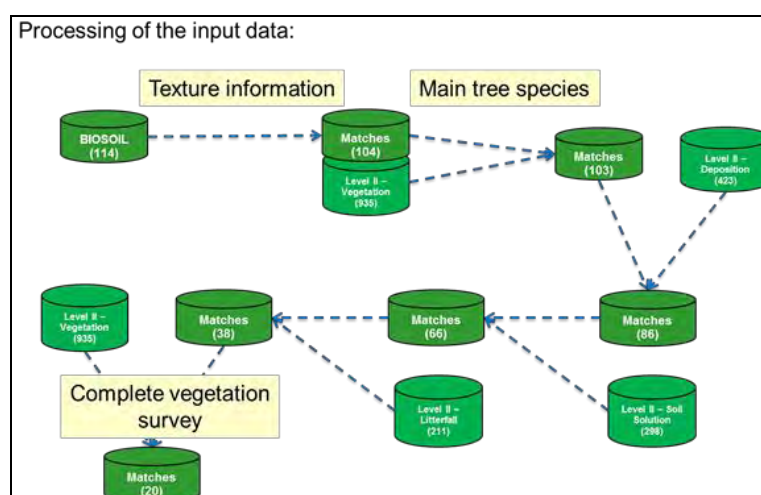 Processing of the input data:
Texture information
Main tree species
BIOSOIL
(114)
Matches
(104)
Level II –
Vegetation
(935)
Matches
(103)
Level II –
Deposition
(423)
Level II –
Vegetation
(935)
Matches
(38)
Matches
(66)
Matches
(86)
Complete vegetation
survey
Level II –
Litterfall
(211)
Level II – Soil
Solution
(298)
Matches
(20)